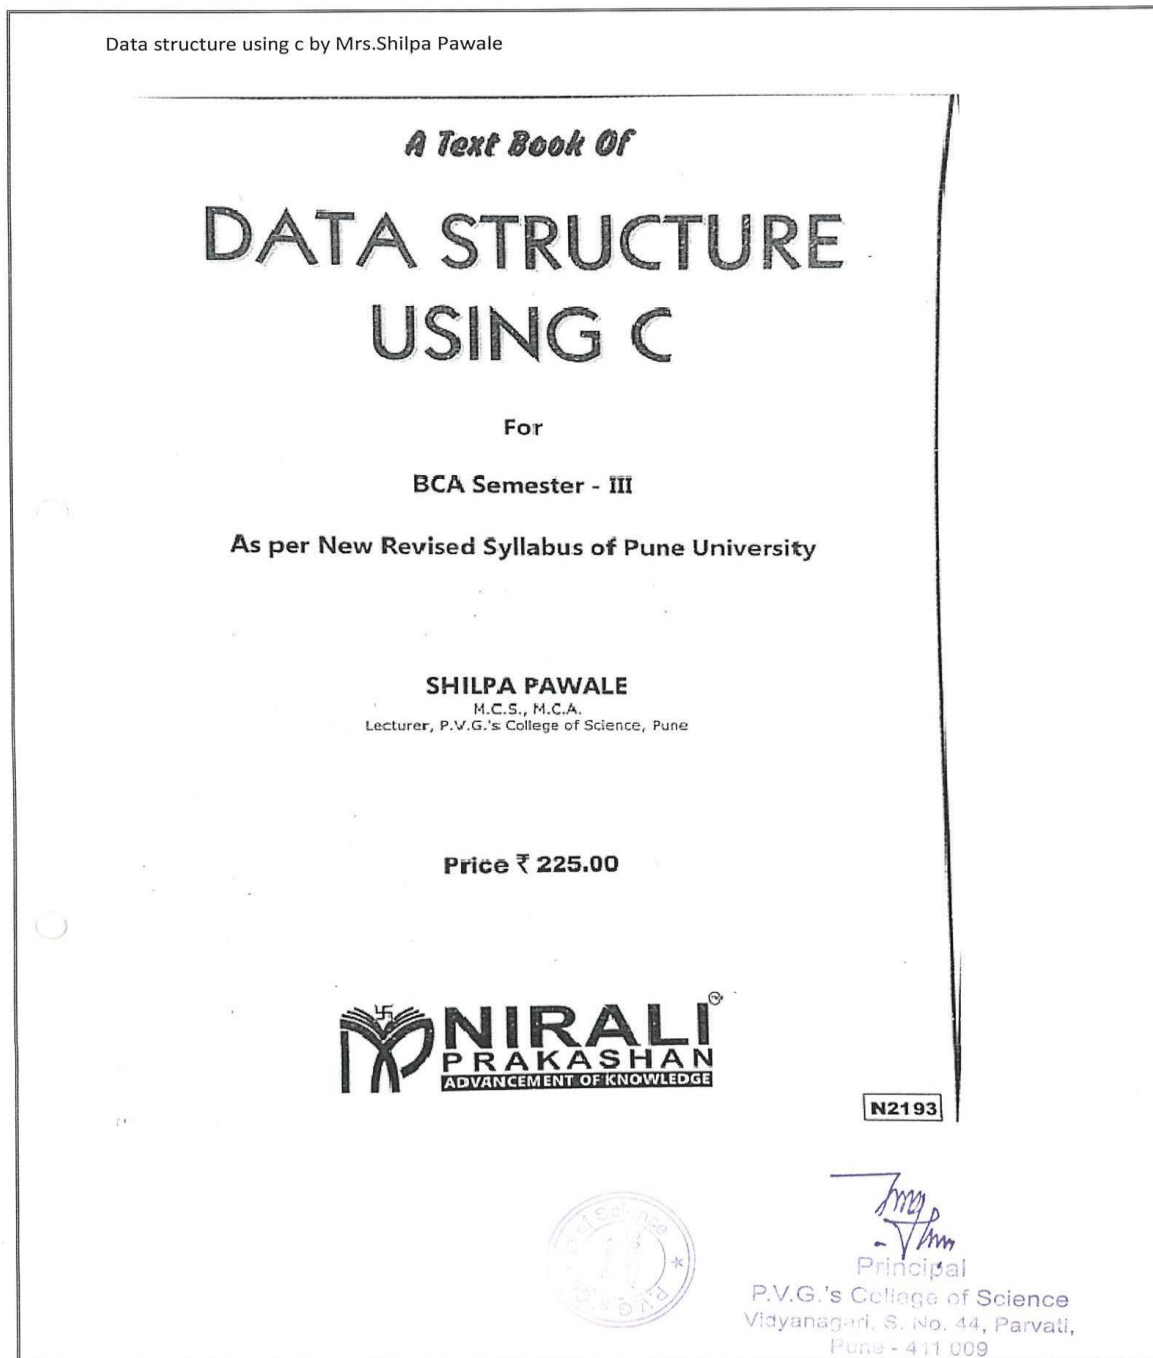 Data structure using c by Mrs.Shilpa Pawale
A Text Book Of
DATA STRUCTURE
USING C
For
BCA Semester - III
As per New Revised Syllabus of Pune University
SHILPA PAWALE
M.C.S., M.C.A.
Lecturer, P.V.G.'s College of Science, Pune
Price ₹ 225.00
NIRALI
PRAKASHAN
ADVANCEMENT OF KNOWLEDGE
N2193
of Science
P.V.G.'s
Principal
P.V.G.'s College of Science
Vidyanagari, S. No. 44, Parvati,
Pune - 411 009